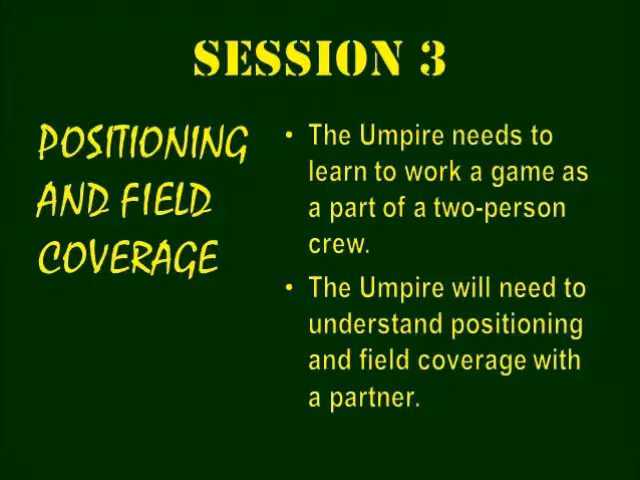 SESSION 3
POSITIONING
AND FIELD
COVERAGE
• The Umpire needs to
learn to work a game as
a part of a two-person
crew.
• The Umpire will need to
understand positioning
and field coverage with
a partner.